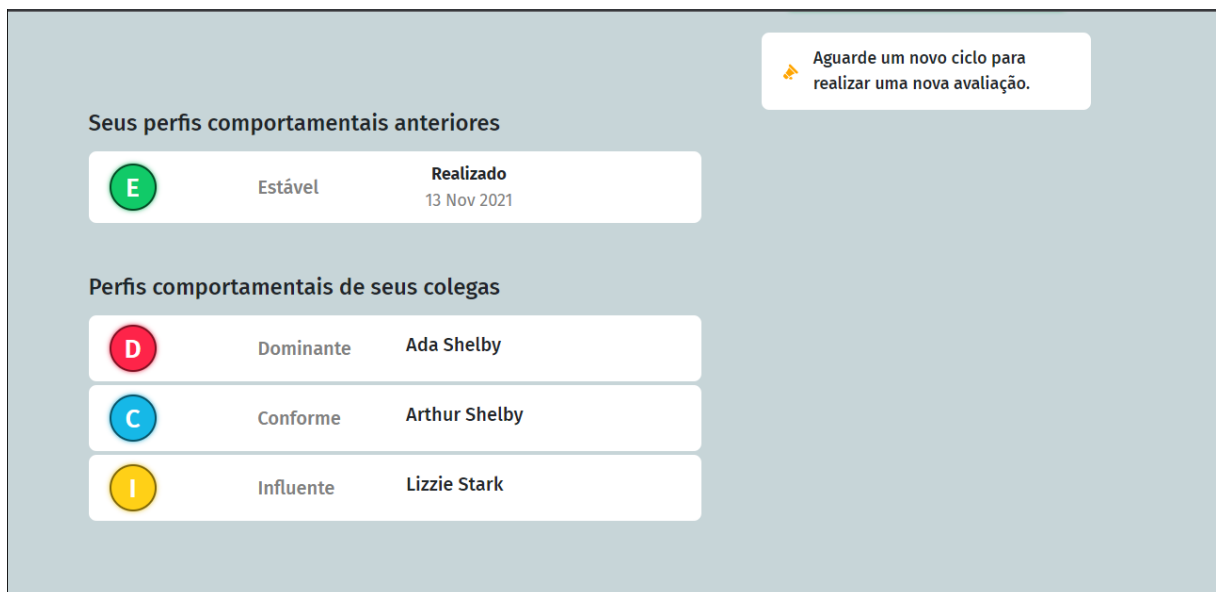 Aguarde um novo ciclo para
realizar uma nova avaliação.
Seus perfis comportamentais anteriores
E Estável Realizado
13 Nov 2021
Perfis comportamentais de seus colegas
D Dominante Ada Shelby
C Conforme Arthur Shelby
I Influente Lizzie Stark